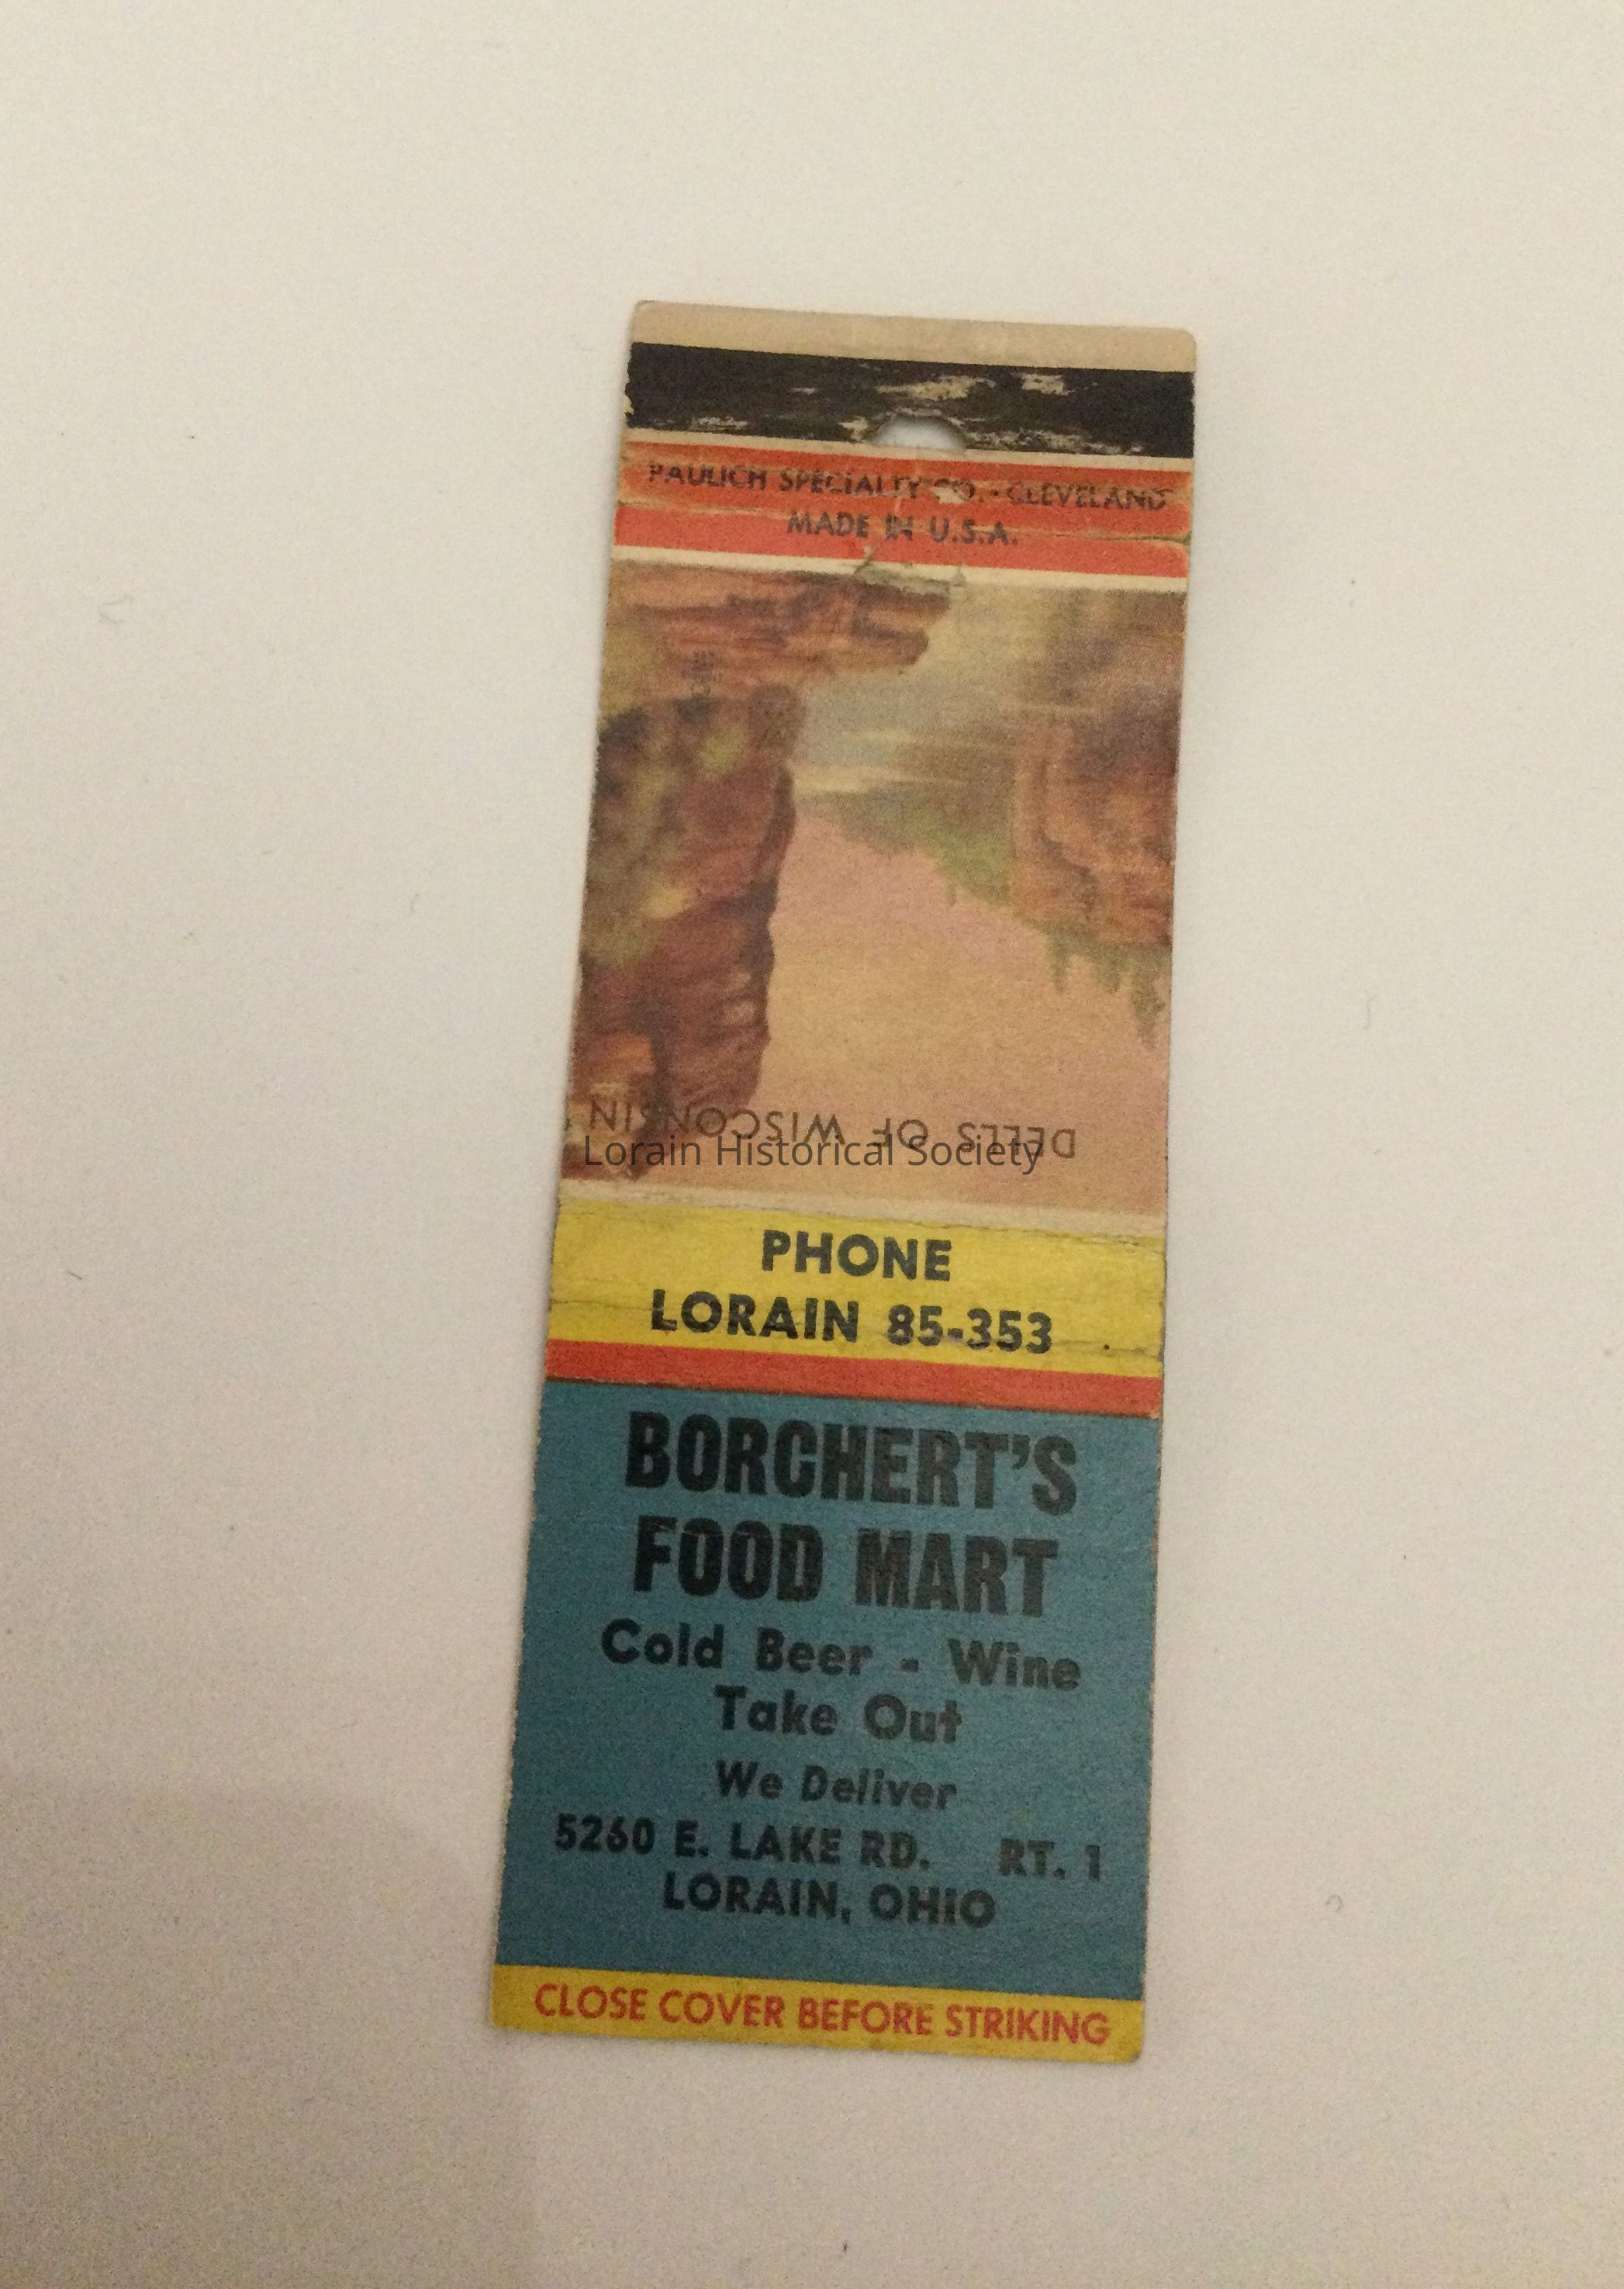 PAULICH SPECIALTY CO. · CLEVELAND
MADE IN U.S.A.
DELLS OF WISCONSIN
Lorain Historical Society
PHONE
LORAIN 85-353
BORCHERT'S
FOOD MART
Cold Beer - Wine
Take Out
We Deliver
5260 E. LAKE RD. RT. 1
LORAIN, OHIO
CLOSE COVER BEFORE STRIKING